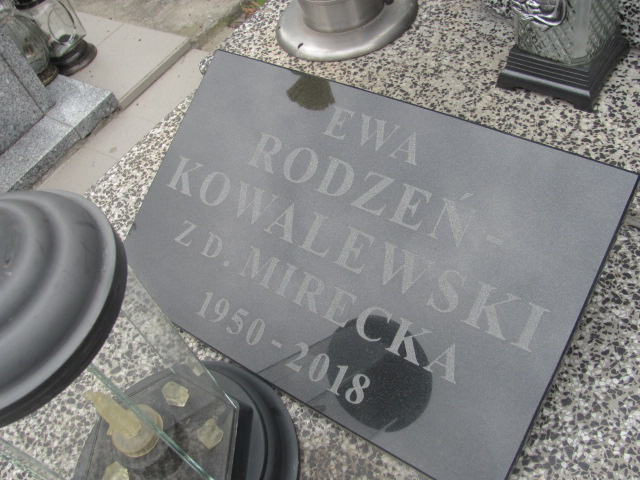 EWA
RODZEŃ-
KOWALEWSKI
Z D. MIRECKA
1950 - 2018